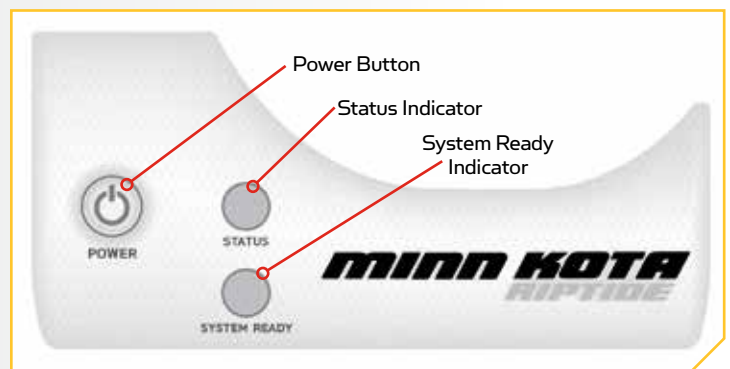 Power Button
Status Indicator
System Ready
Indicator
POWER
STATUS
MINN KOTA
RIPTIDE
SYSTEM READY